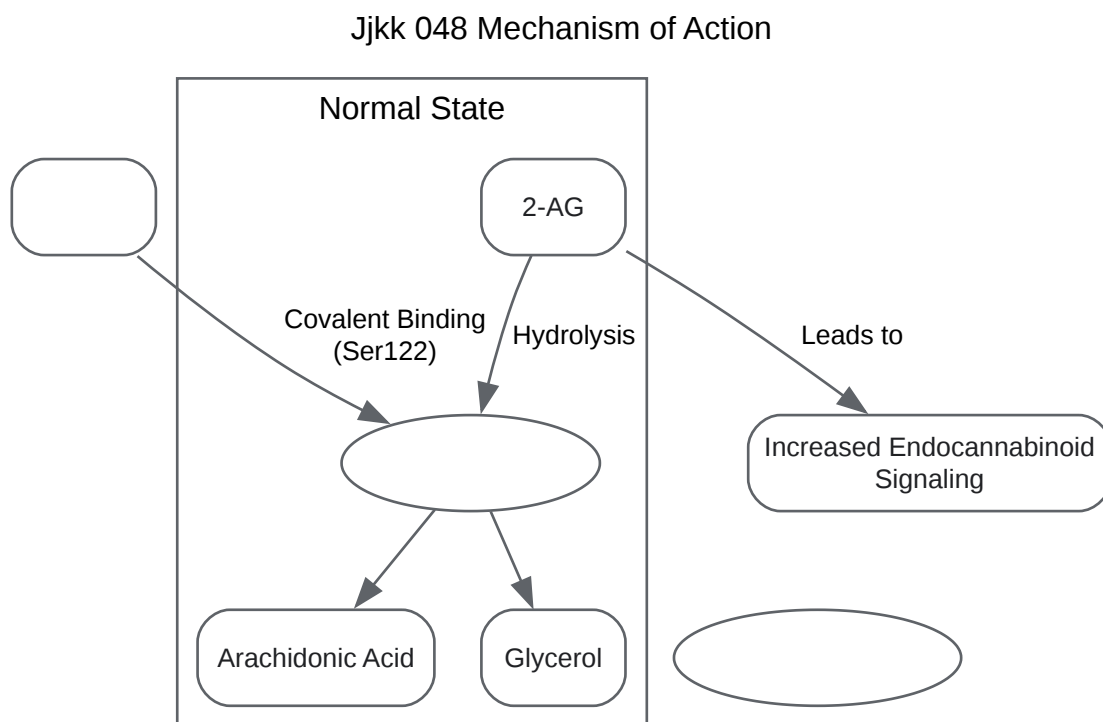 Jjkk 048 Mechanism of Action
Normal State
2-AG
Covalent Binding
(Ser122)
Hydrolysis
Leads to
Increased Endocannabinoid
Signaling
Arachidonic Acid
Glycerol